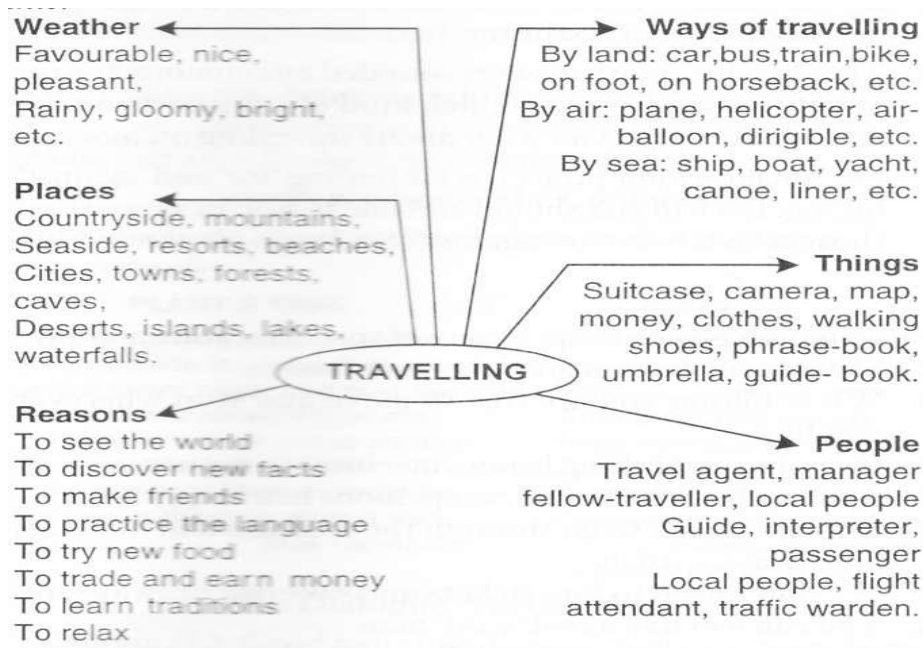 Weather
Favourable, nice,
pleasant,
Rainy, gloomy, bright,
etc.
Places
Countryside, mountains,
Seaside, resorts, beaches,
Cities, towns, forests,
caves,
Deserts, islands, lakes,
waterfalls.
Reasons
To see the world
To discover new facts
To make friends
To practice the language
To try new food
To trade and earn money
To learn traditions
To relax
TRAVELLING
Ways of travelling
By land: car,bus,train,bike,
on foot, on horseback, etc.
By air: plane, helicopter, air-
balloon, dirigible, etc.
By sea: ship, boat, yacht,
canoe, liner, etc.
Things
Suitcase, camera, map,
money, clothes, walking
shoes, phrase-book,
umbrella, guide- book.
People
Travel agent, manager
fellow-traveller, local people
Guide, interpreter,
passenger
Local people, flight
attendant, traffic warden.